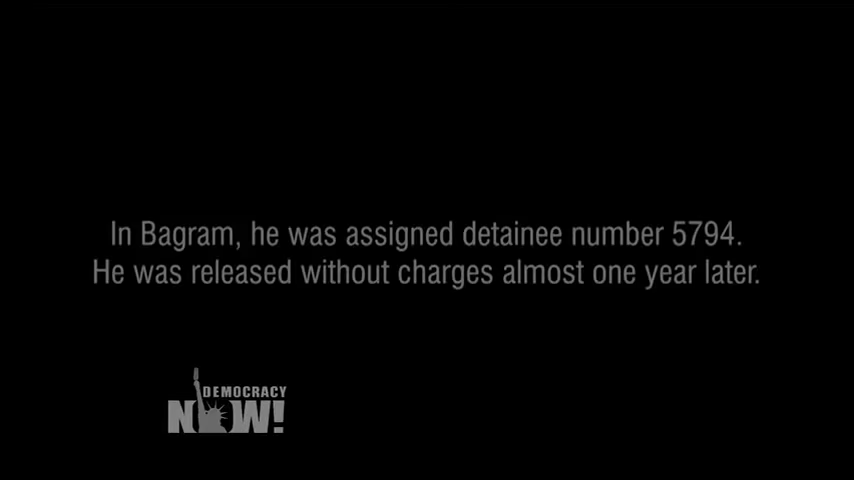 In Bagram, he was assigned detainee number 5794.
He was released without charges almost one year later.
DEMOCRACY
NOW!